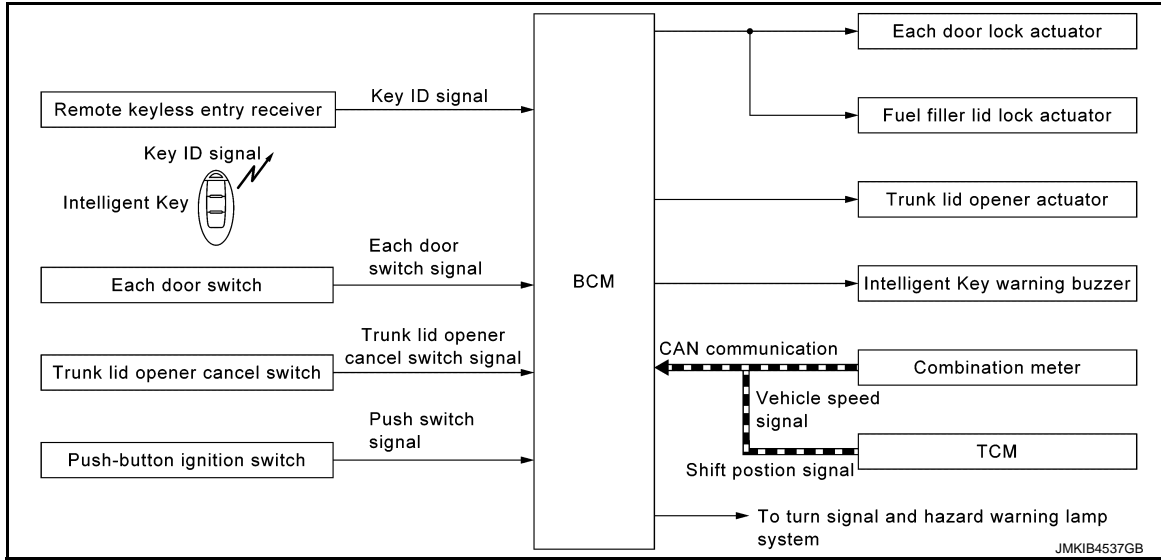 Remote keyless entry receiver
Key ID signal
Key ID signal
Intelligent Key
Each door switch
Each door
switch signal
Trunk lid opener cancel switch
Trunk lid opener
cancel switch signal
Push-button ignition switch
Push switch
signal
BCM
Each door lock actuator
Fuel filler lid lock actuator
Trunk lid opener actuator
Intelligent Key warning buzzer
CAN communication
Combination meter
Vehicle speed
signal
TCM
Shift postion signal
To turn signal and hazard warning lamp
system
JMKIB4537GB